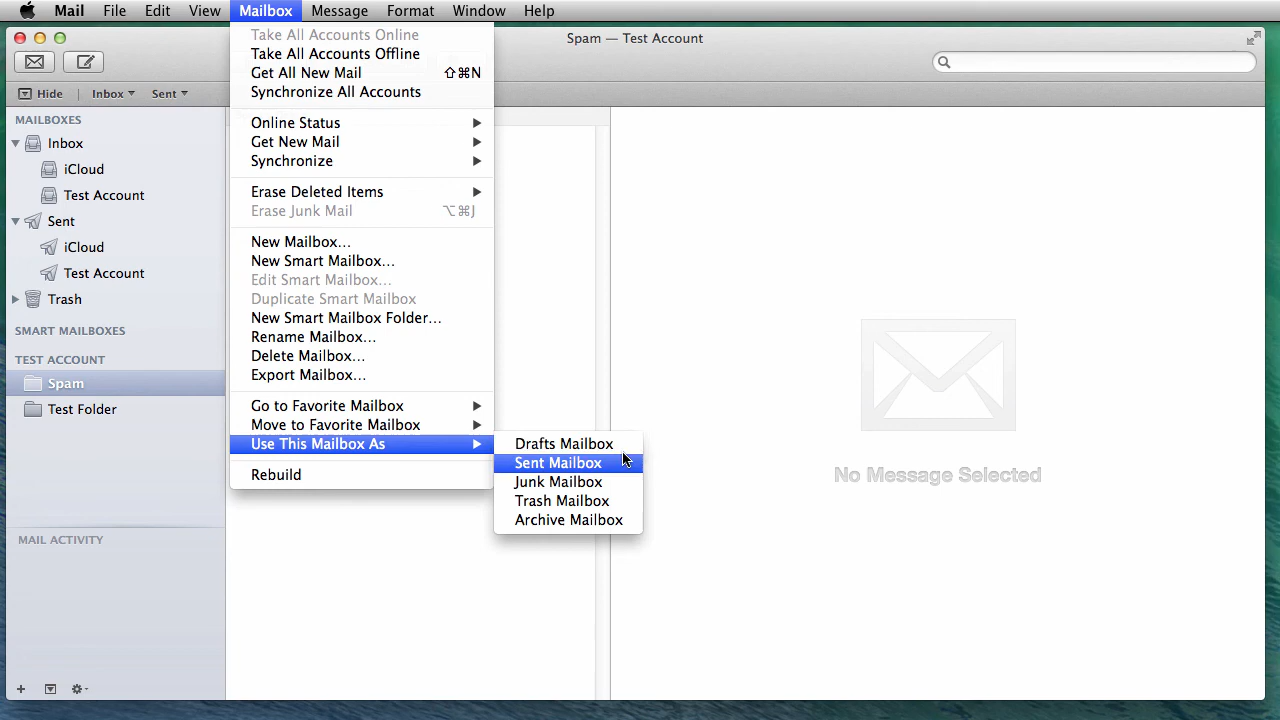 Mail File Edit View Mailbox Message Format Window Help
Spam — Test Account
Hide Inbox Sent
MAILBOXES
Inbox
iCloud
Test Account
Sent
iCloud
Test Account
Trash
SMART MAILBOXES
TEST ACCOUNT
Spam
Test Folder
MAIL ACTIVITY
Take All Accounts Online
Take All Accounts Offline
Get All New Mail ⇧⌘N
Synchronize All Accounts
Online Status
Get New Mail
Synchronize
Erase Deleted Items
Erase Junk Mail ⌥⌘J
New Mailbox...
New Smart Mailbox...
Edit Smart Mailbox...
Duplicate Smart Mailbox
New Smart Mailbox Folder...
Rename Mailbox...
Delete Mailbox...
Export Mailbox...
Go to Favorite Mailbox
Move to Favorite Mailbox
Use This Mailbox As
Rebuild
Drafts Mailbox
Sent Mailbox
Junk Mailbox
Trash Mailbox
Archive Mailbox
No Message Selected